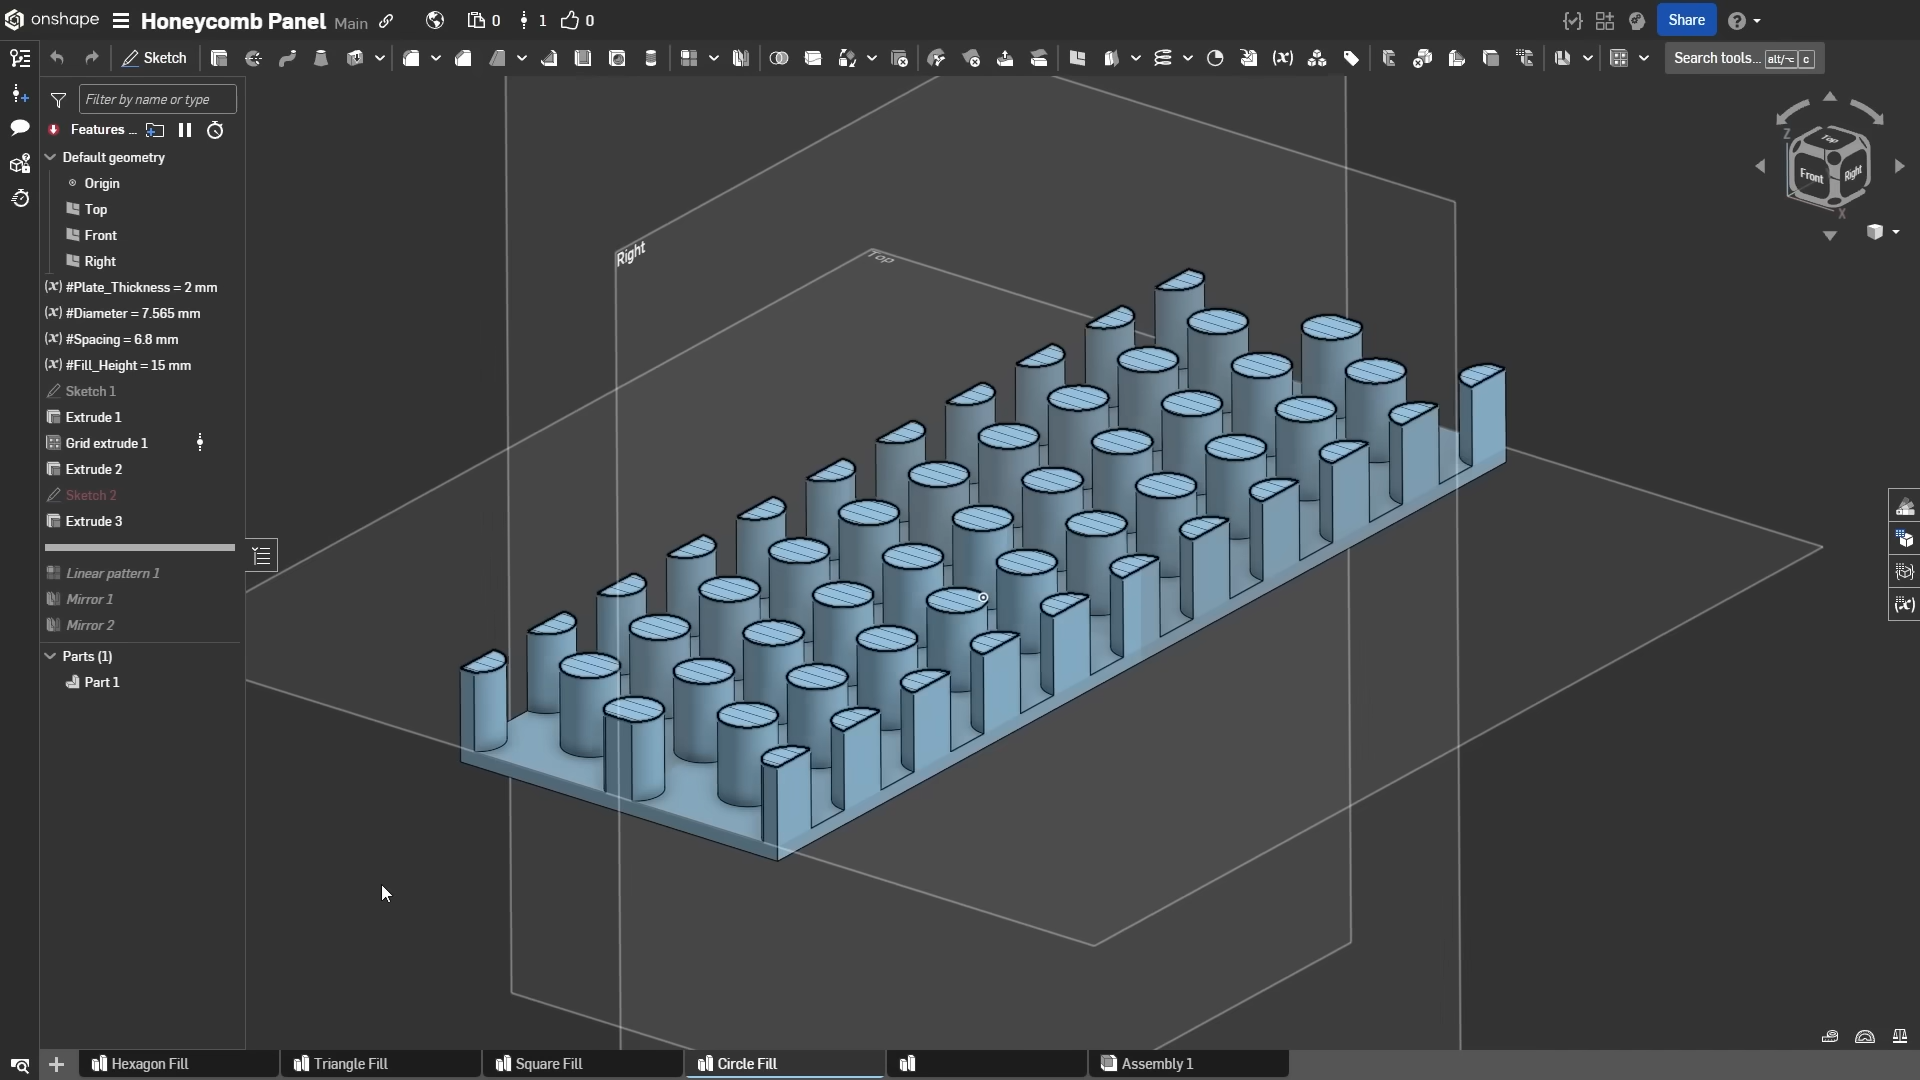 onshape Honeycomb Panel Main 0 1 0 Share
Sketch (x) Search tools... alt/⌥ c
Filter by name or type
Features ...
Default geometry
Origin
Top
Front
Right
(x) #Plate_Thickness = 2 mm
(x) #Diameter = 7.565 mm
(x) #Spacing = 6.8 mm
(x) #Fill_Height = 15 mm
Sketch 1
Extrude 1
Grid extrude 1
Extrude 2
Sketch 2
Extrude 3
Linear pattern 1
Mirror 1
Mirror 2
Parts (1)
Part 1
Right
Top
Z
Top
Front
Right
X
(x)
Hexagon Fill
Triangle Fill
Square Fill
Circle Fill
Assembly 1